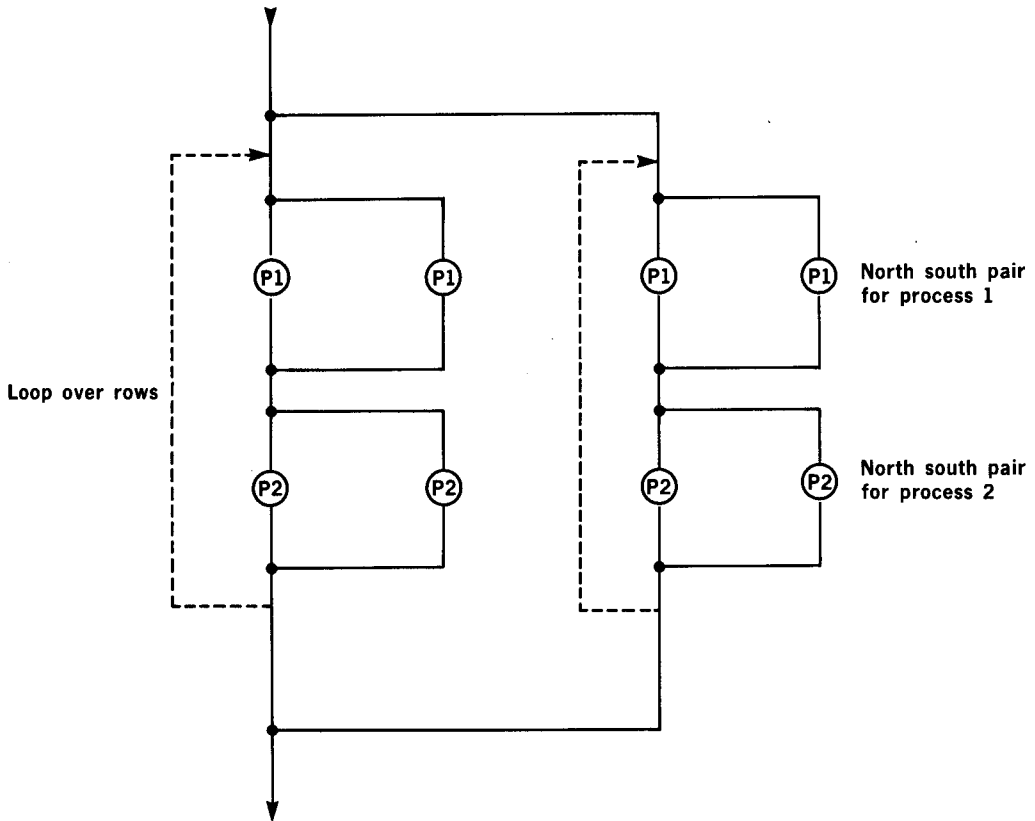 P1
P1
P1
P1
North south pair
for process 1
Loop over rows
P2
P2
P2
P2
North south pair
for process 2